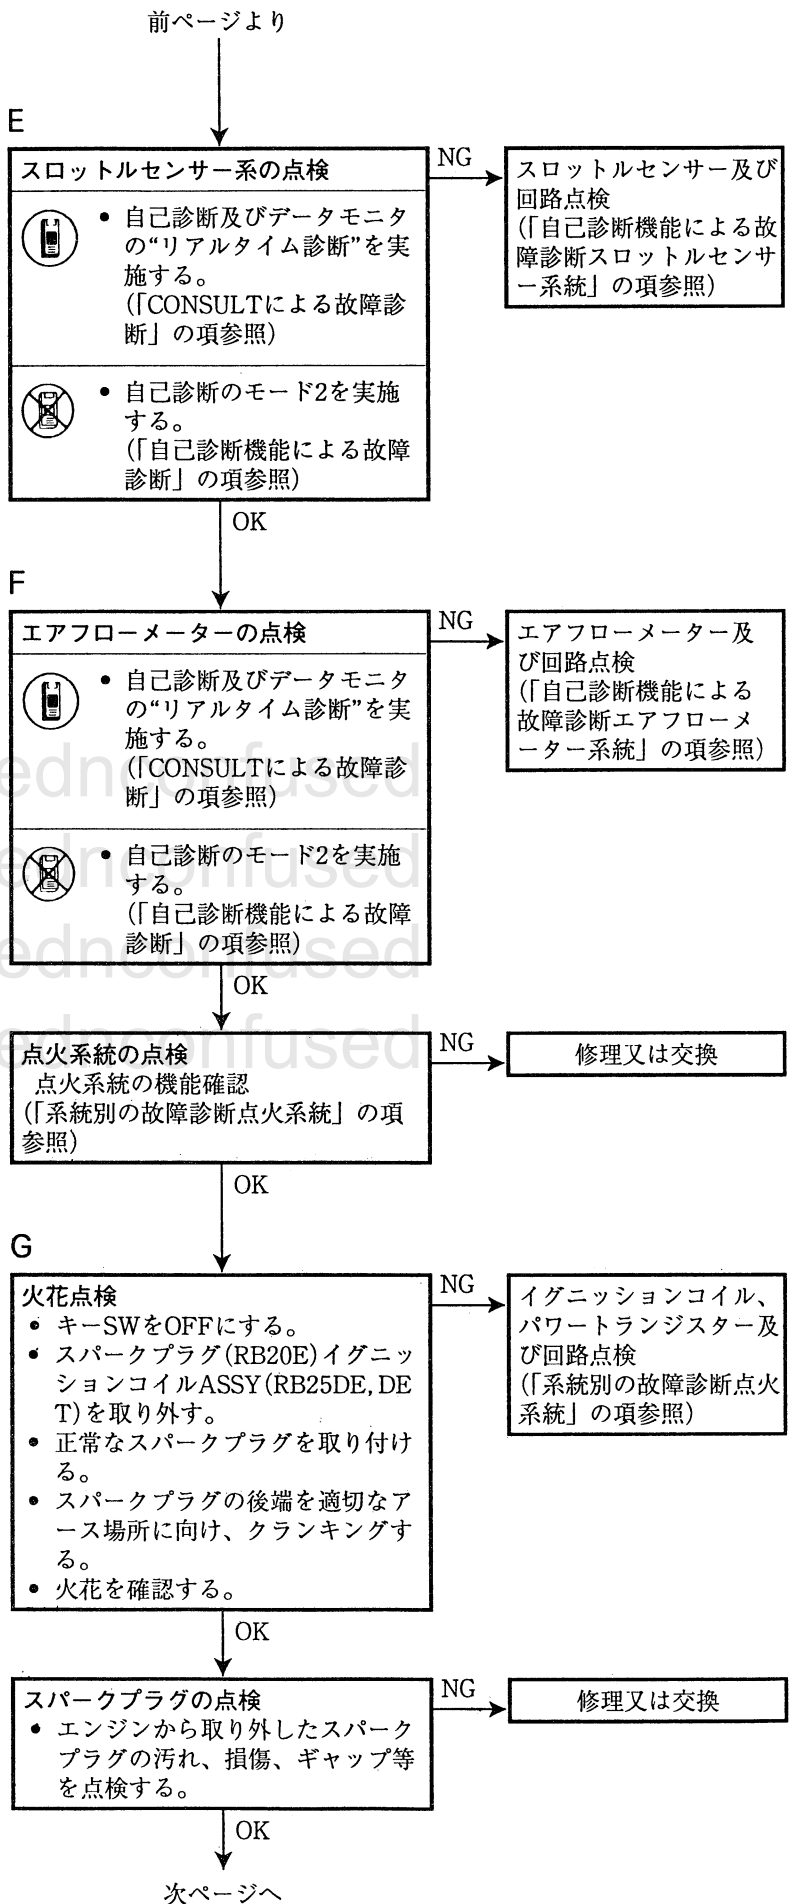 前ページより
E
スロットルセンサー系の点検
● 自己診断及びデータモニタ
の“リアルタイム診断”を実
施する。
(「CONSULTによる故障診
断」の項参照)
● 自己診断のモード2を実施
する。
(「自己診断機能による故障
診断」の項参照)
NG
スロットルセンサー及び
回路点検
(「自己診断機能による故
障診断スロットルセンサ
ー系統」の項参照)
OK
F
エアフローメーターの点検
● 自己診断及びデータモニタ
の“リアルタイム診断”を実
施する。
(「CONSULTによる故障診
断」の項参照)
● 自己診断のモード2を実施
する。
(「自己診断機能による故障
診断」の項参照)
NG
エアフローメーター及
び回路点検
(「自己診断機能による
故障診断エアフローメ
ーター系統」の項参照)
ednconfused
ednconfused
ednconfused
ednconfused
OK
点火系統の点検
点火系統の機能確認
(「系統別の故障診断点火系統」の項
参照)
NG
修理又は交換
OK
G
火花点検
● キーSWをOFFにする。
● スパークプラグ(RB20E)イグニッ
ションコイルASSY(RB25DE,DE
T)を取り外す。
● 正常なスパークプラグを取り付け
る。
● スパークプラグの後端を適切なア
ース場所に向け、クランキングす
る。
● 火花を確認する。
NG
イグニッションコイル、
パワートランジスター及
び回路点検
(「系統別の故障診断点火
系統」の項参照)
OK
スパークプラグの点検
● エンジンから取り外したスパーク
プラグの汚れ、損傷、ギャップ等
を点検する。
NG
修理又は交換
OK
次ページへ